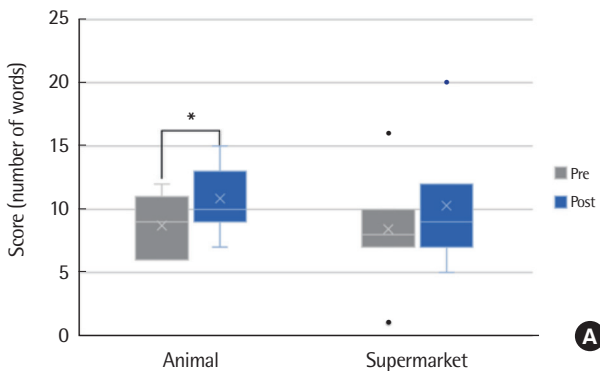 Score (number of words)
25
20
15
10
5
0
*
Animal
Supermarket
Pre
Post
A